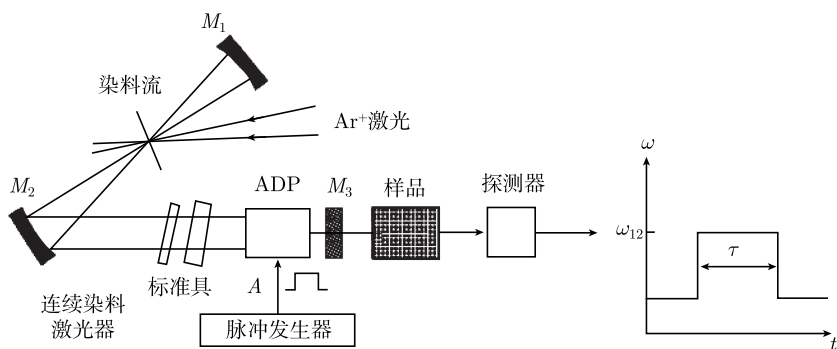 M₁
染料流
Ar⁺激光
M₂
ADP
M₃
样品
探测器
标准具
A
连续染料
激光器
脉冲发生器
ω
ω₁₂
τ
t